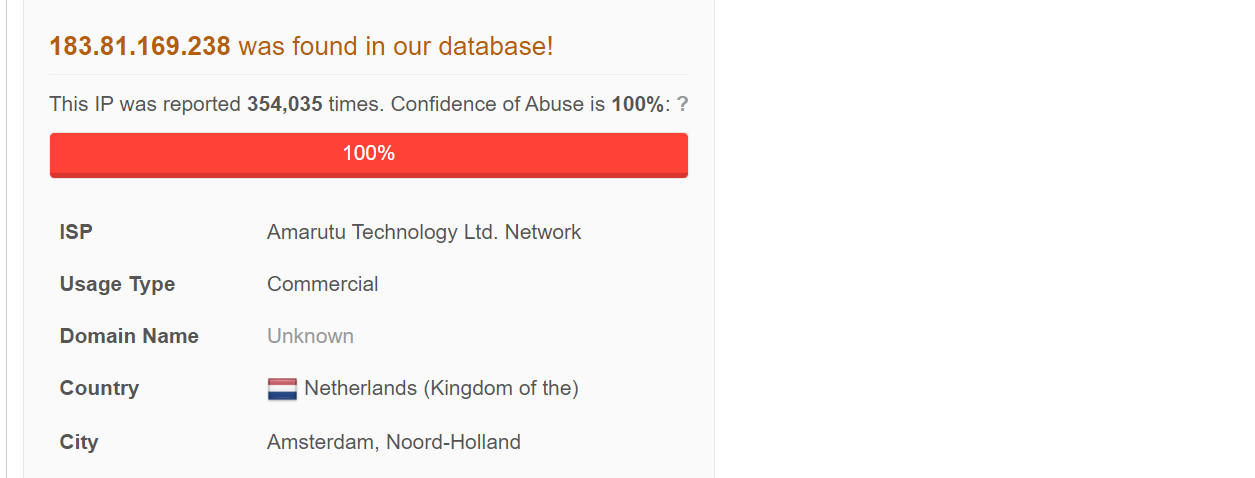 183.81.169.238 was found in our database!
This IP was reported 354,035 times. Confidence of Abuse is 100%: ?
100%
ISP Amarutu Technology Ltd. Network
Usage Type Commercial
Domain Name Unknown
Country Netherlands (Kingdom of the)
City Amsterdam, Noord-Holland